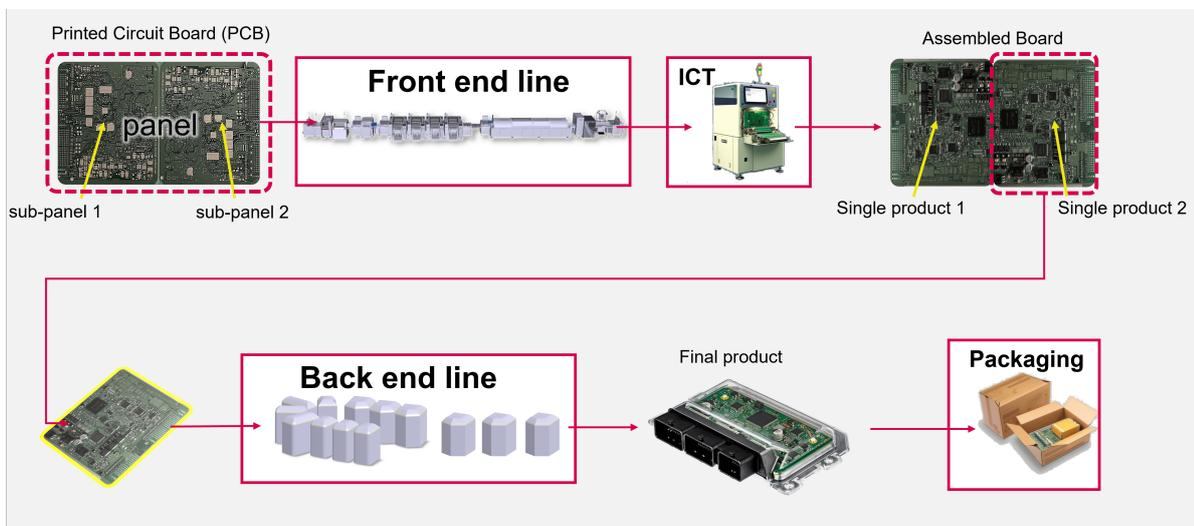 Printed Circuit Board (PCB)
panel
sub-panel 1
sub-panel 2
Front end line
ICT
Assembled Board
Single product 1
Single product 2
Back end line
Final product
Packaging